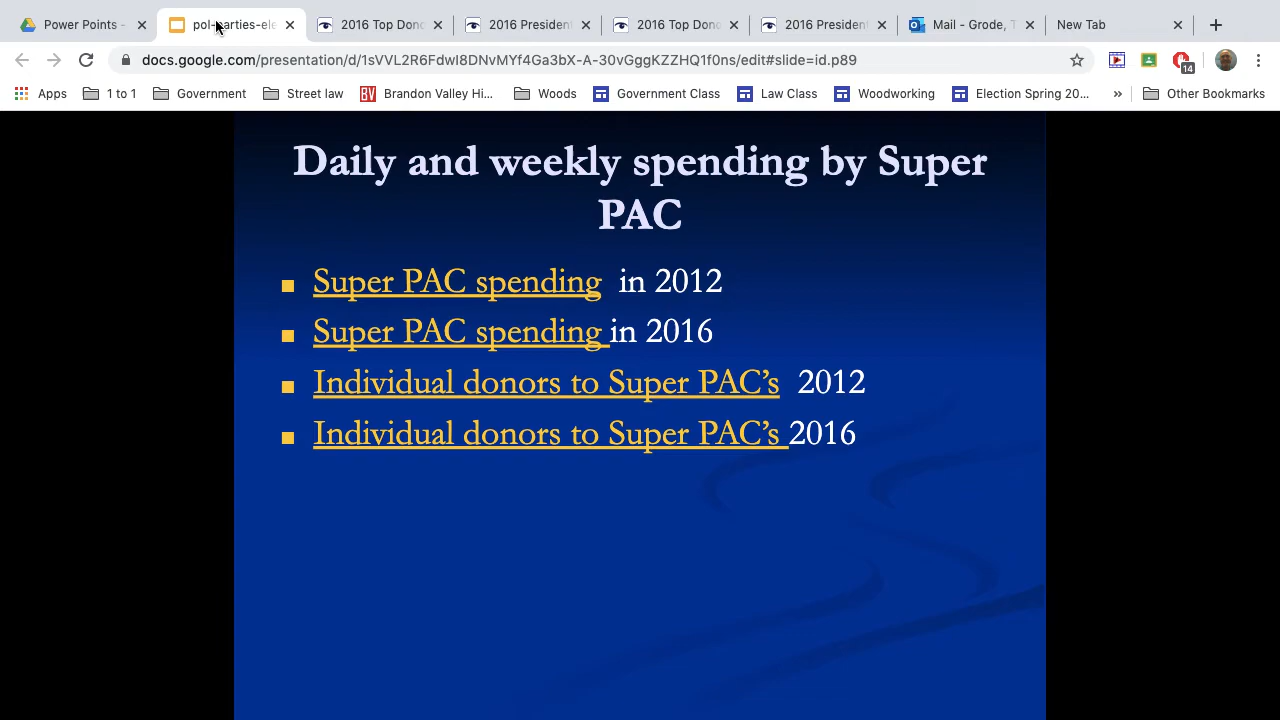 Power Points -
pol-parties-ele
2016 Top Dono
2016 President
2016 Top Dono
2016 President
Mail - Grode, T
New Tab
docs.google.com/presentation/d/1sVVL2R6FdwI8DNvMYf4Ga3bX-A-30vGggKZZHQ1f0ns/edit#slide=id.p89
14
Apps
1 to 1
Government
Street law
BV
Brandon Valley Hi...
Woods
Government Class
Law Class
Woodworking
Election Spring 20...
»
Other Bookmarks
Daily and weekly spending by Super
PAC
Super PAC spending in 2012
Super PAC spending in 2016
Individual donors to Super PAC’s 2012
Individual donors to Super PAC’s 2016